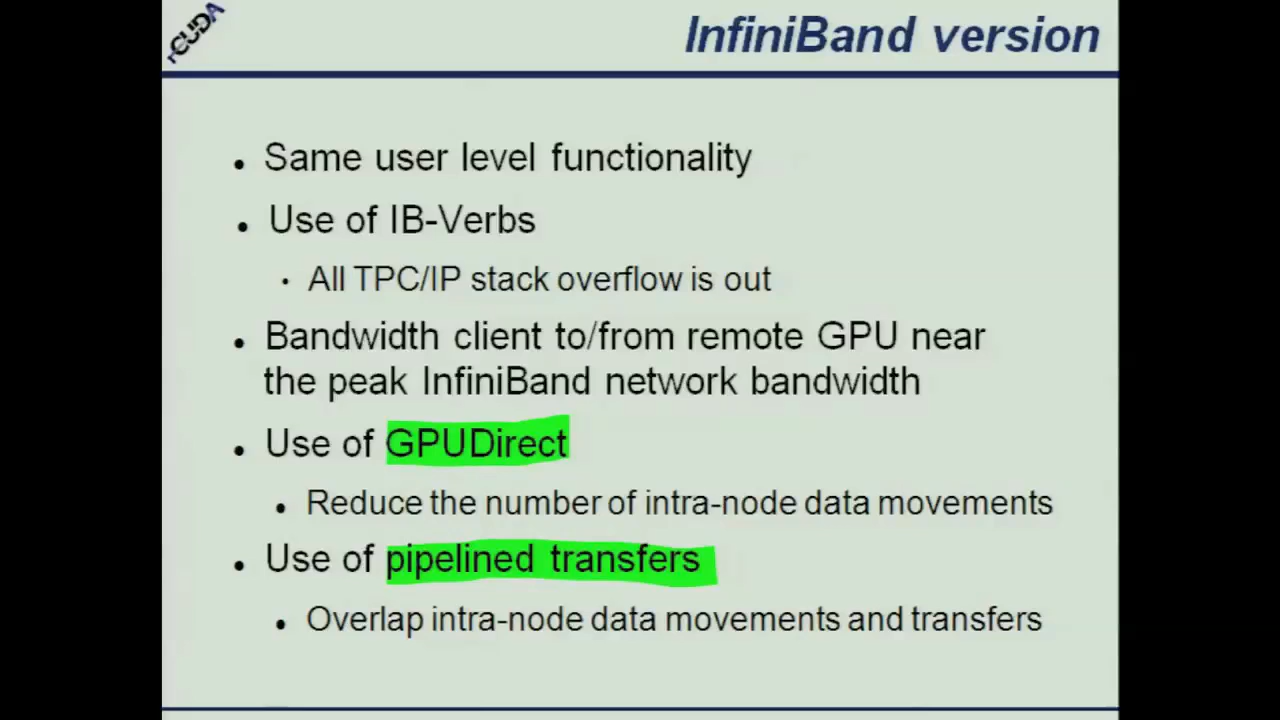 rCUDA
InfiniBand version
Same user level functionality
Use of IB-Verbs
All TPC/IP stack overflow is out
Bandwidth client to/from remote GPU near
the peak InfiniBand network bandwidth
Use of GPUDirect
Reduce the number of intra-node data movements
Use of pipelined transfers
Overlap intra-node data movements and transfers